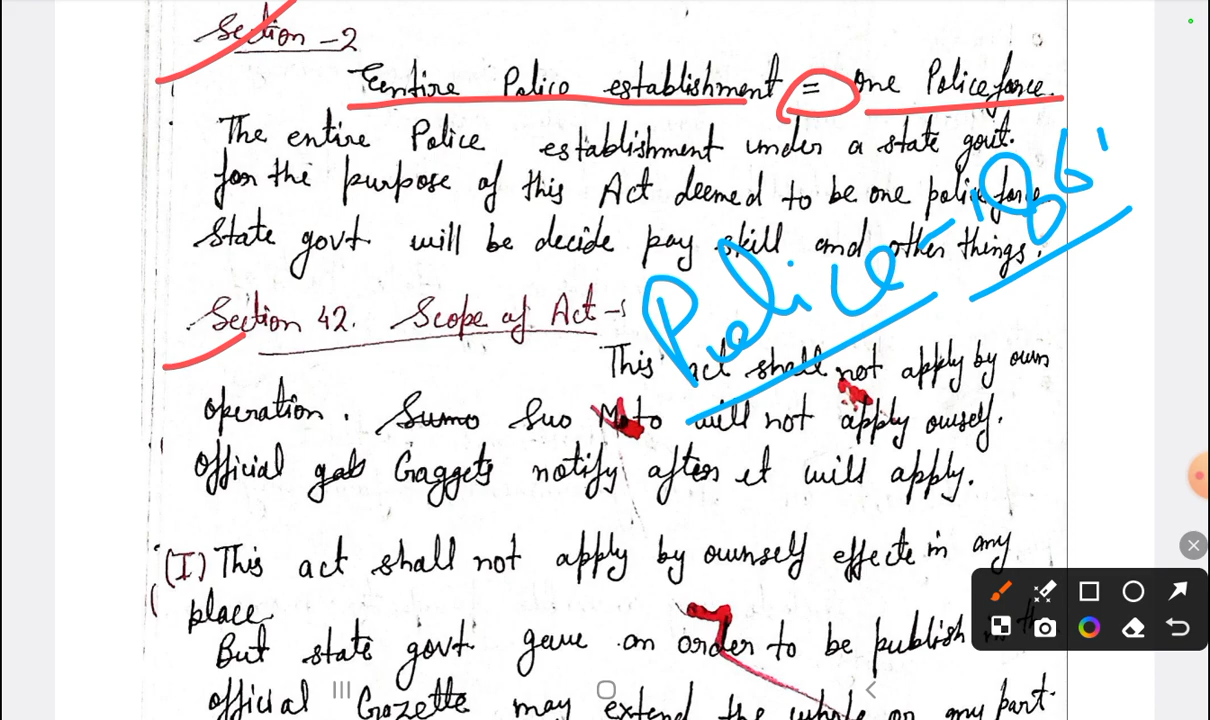 Section -2
Eentire Police establishment = one Police force.
The entire Police establishment under a state govt.
for the purpose of this Act deemed to be one police force
State govt will be decide pay skill and other things.
Police - 1861
Section 42. Scope of Act -
This act shall not apply by own
operation. Sumo Suo Moto will not apply ouself.
official gab Gaggets notify after it will apply.
(I) This act shall not apply by ownself effecte in any
place
But state govt. gave an order to be publish in
official Gazette may extend the whole or any part